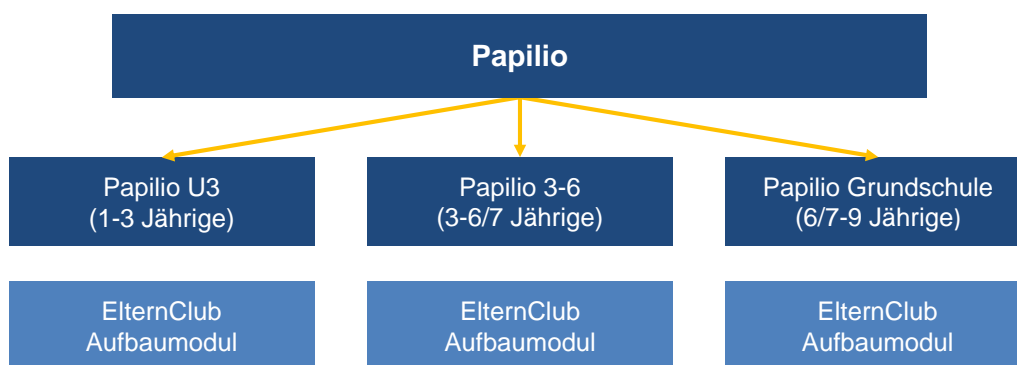 Papilio
Papilio U3
(1-3 Jährige)
Papilio 3-6
(3-6/7 Jährige)
Papilio Grundschule
(6/7-9 Jährige)
ElternClub
Aufbaumodul
ElternClub
Aufbaumodul
ElternClub
Aufbaumodul